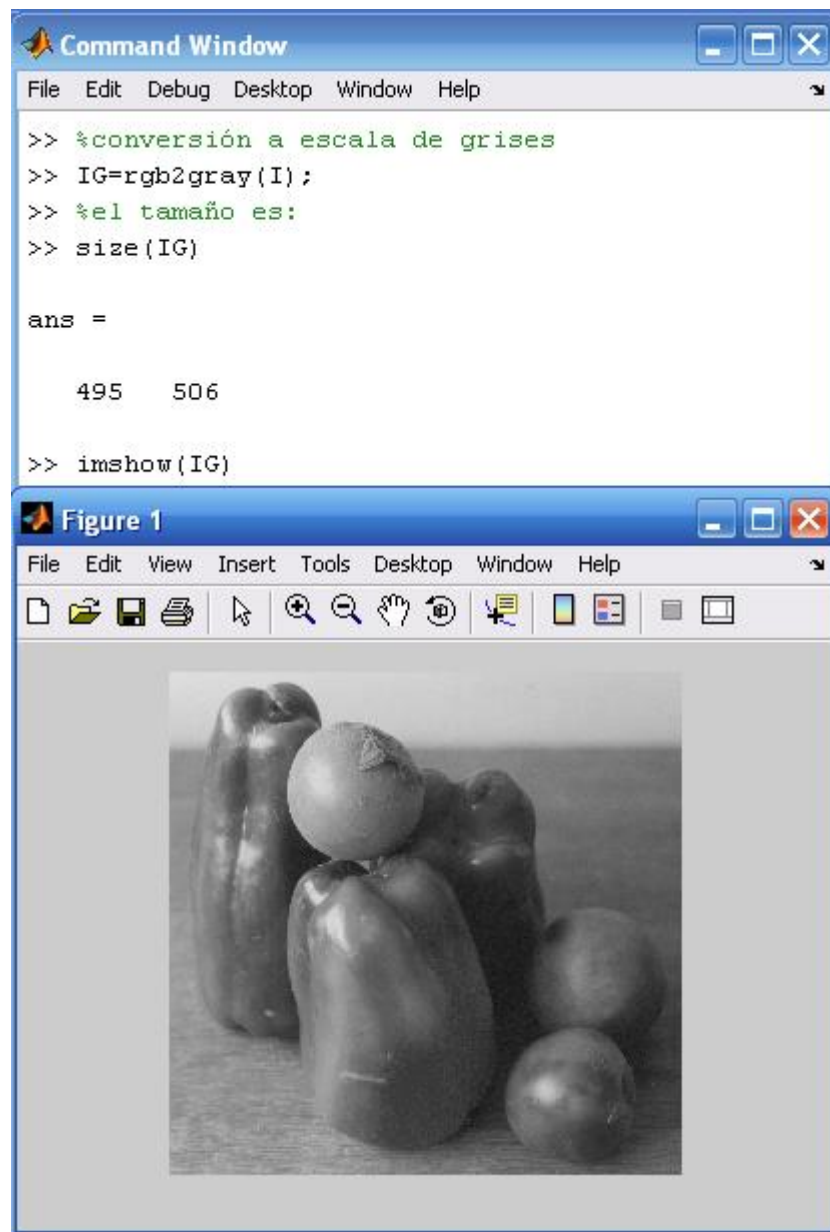 Command Window
File Edit Debug Desktop Window Help
>> %conversión a escala de grises
>> IG=rgb2gray(I);
>> %el tamaño es:
>> size(IG)
ans =
495 506
>> imshow(IG)
Figure 1
File Edit View Insert Tools Desktop Window Help